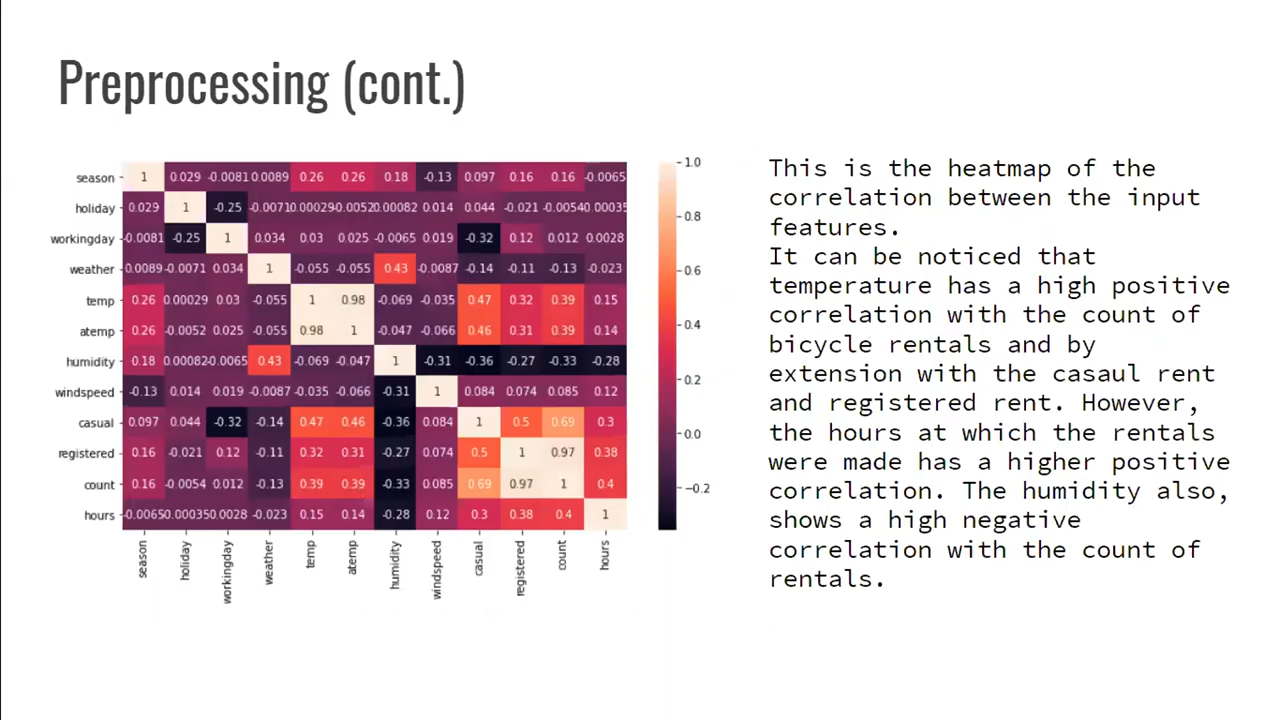 Preprocessing (cont.)
season 1 0.029 -0.0081 0.0089 0.26 0.26 0.18 -0.13 0.097 0.16 0.16 -0.0065
holiday 0.029 1 -0.25 -0.0071 0.00029 -0.0052 0.00082 0.014 0.044 -0.021 -0.0054 -0.00035
workingday -0.0081 -0.25 1 0.034 0.03 0.025 -0.0065 0.019 -0.32 0.12 0.012 0.0028
weather 0.0089 -0.0071 0.034 1 -0.055 -0.055 0.43 -0.0087 -0.14 -0.11 -0.13 -0.023
temp 0.26 0.00029 0.03 -0.055 1 0.98 -0.069 -0.035 0.47 0.32 0.39 0.15
atemp 0.26 -0.0052 0.025 -0.055 0.98 1 -0.047 -0.066 0.46 0.31 0.39 0.14
humidity 0.18 0.00082 -0.0065 0.43 -0.069 -0.047 1 -0.31 -0.36 -0.27 -0.33 -0.28
windspeed -0.13 0.014 0.019 -0.0087 -0.035 -0.066 -0.31 1 0.084 0.074 0.085 0.12
casual 0.097 0.044 -0.32 -0.14 0.47 0.46 -0.36 0.084 1 0.5 0.69 0.3
registered 0.16 -0.021 0.12 -0.11 0.32 0.31 -0.27 0.074 0.5 1 0.97 0.38
count 0.16 -0.0054 0.012 -0.13 0.39 0.39 -0.33 0.085 0.69 0.97 1 0.4
hours -0.0065 -0.00035 0.0028 -0.023 0.15 0.14 -0.28 0.12 0.3 0.38 0.4 1
season holiday workingday weather temp atemp humidity windspeed casual registered count hours
1.0
0.8
0.6
0.4
0.2
0.0
-0.2
This is the heatmap of the
correlation between the input
features.
It can be noticed that
temperature has a high positive
correlation with the count of
bicycle rentals and by
extension with the casaul rent
and registered rent. However,
the hours at which the rentals
were made has a higher positive
correlation. The humidity also,
shows a high negative
correlation with the count of
rentals.